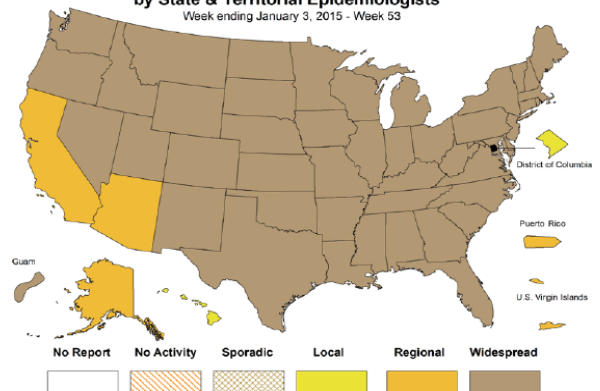 by State & Territorial Epidemiologists
Week ending January 3, 2015 - Week 53
District of Columbia
Puerto Rico
Guam
U.S. Virgin Islands
No Report No Activity Sporadic Local Regional Widespread